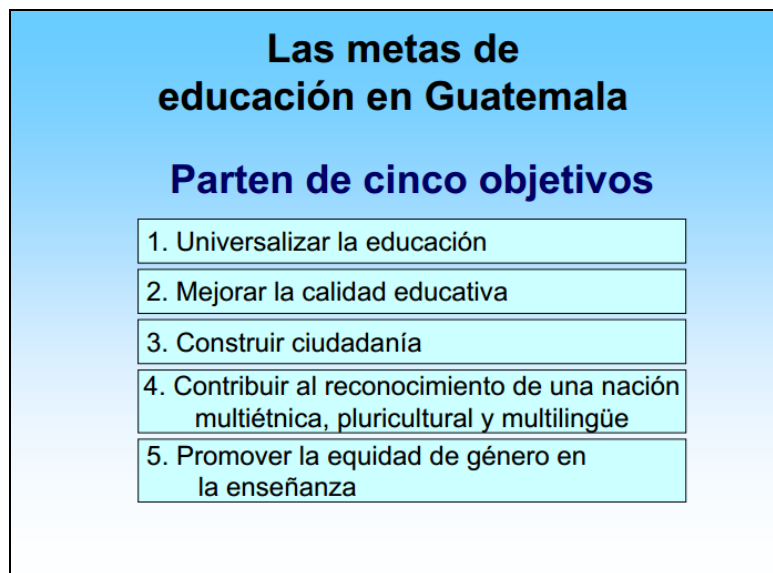 Las metas de
educación en Guatemala
Parten de cinco objetivos
1. Universalizar la educación
2. Mejorar la calidad educativa
3. Construir ciudadanía
4. Contribuir al reconocimiento de una nación
multiétnica, pluricultural y multilingüe
5. Promover la equidad de género en
la enseñanza